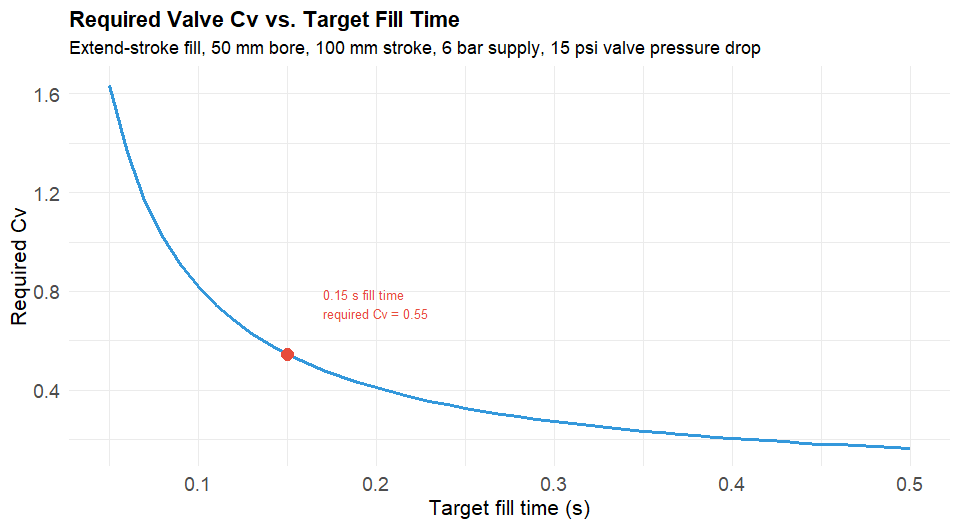 Required Valve Cv vs. Target Fill Time
Extend-stroke fill, 50 mm bore, 100 mm stroke, 6 bar supply, 15 psi valve pressure drop
Required Cv
1.6
1.2
0.8
0.4
0.15 s fill time
required Cv = 0.55
0.1
0.2
0.3
0.4
0.5
Target fill time (s)